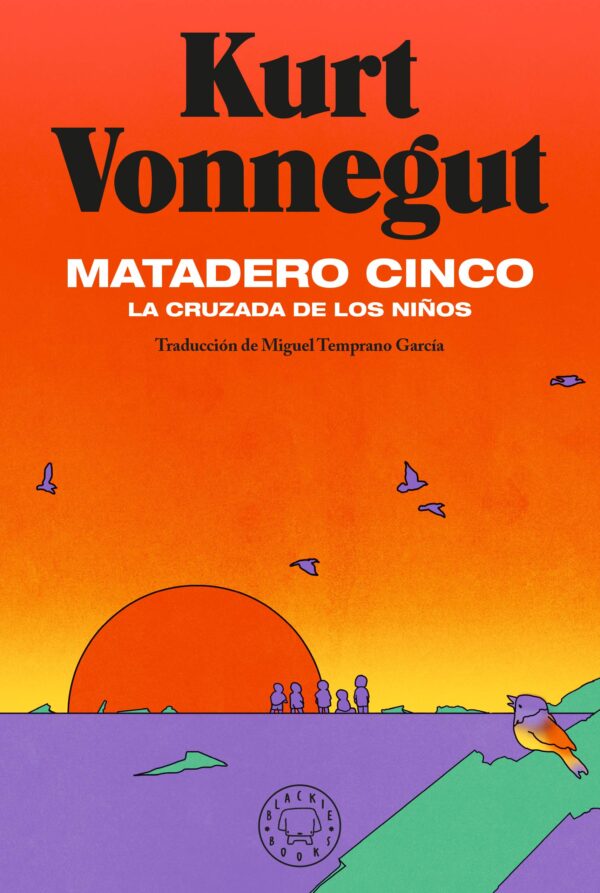 Kurt
Vonnegut
MATADERO CINCO
LA CRUZADA DE LOS NIÑOS
Traducción de Miguel Temprano García
BLACKIE
BOOKS